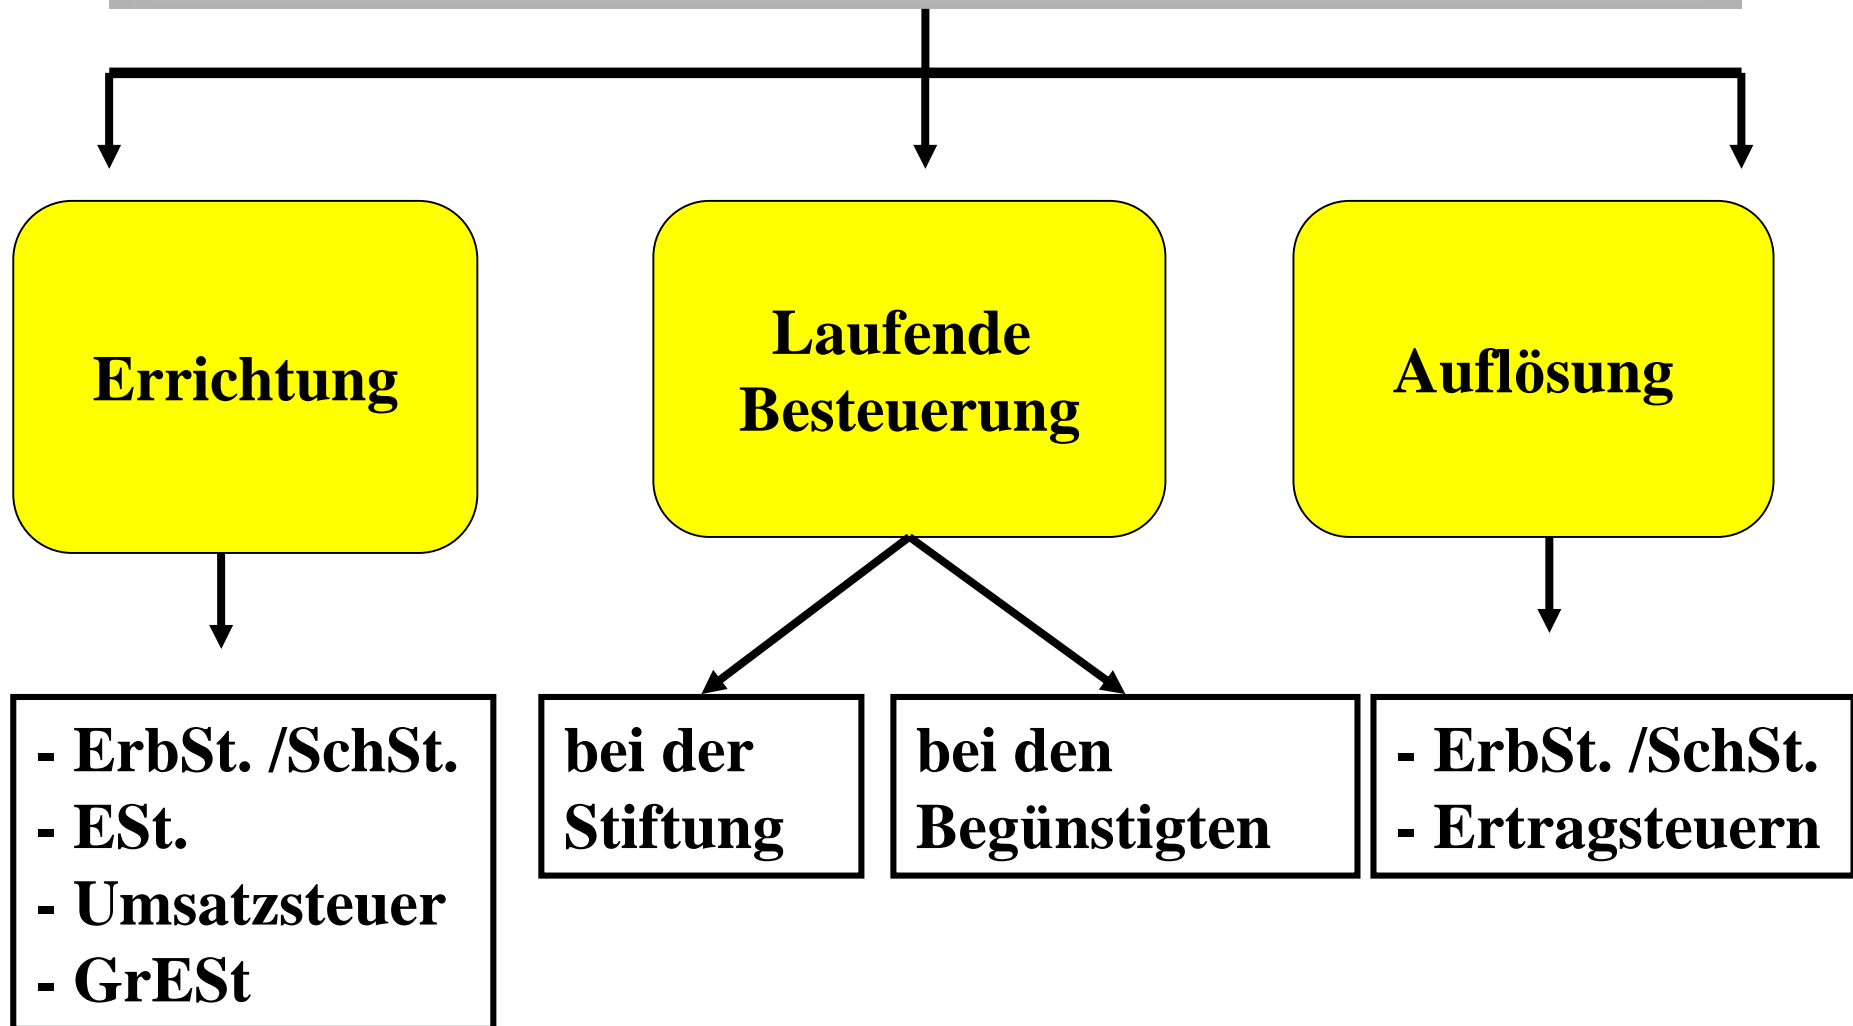 Errichtung
Laufende
Besteuerung
Auflösung
- ErbSt. /SchSt.
- ESt.
- Umsatzsteuer
- GrESt
bei der
Stiftung
bei den
Begünstigten
- ErbSt. /SchSt.
- Ertragsteuern